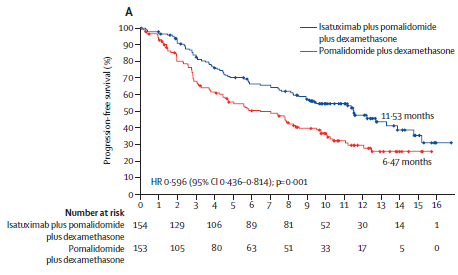 A
Isatuximab plus pomalidomide
plus dexamethasone
Pomalidomide plus dexamethasone
Progression-free survival (%)
100
90
80
70
60
50
40
30
20
10
0
11·53 months
6·47 months
HR 0·596 (95% CI 0·436–0·814); p=0·001
0 1 2 3 4 5 6 7 8 9 10 11 12 13 14 15 16
Number at risk
Isatuximab plus pomalidomide 154 129 106 89 81 52 30 14 1
plus dexamethasone
Pomalidomide 153 105 80 63 51 33 17 5 0
plus dexamethasone